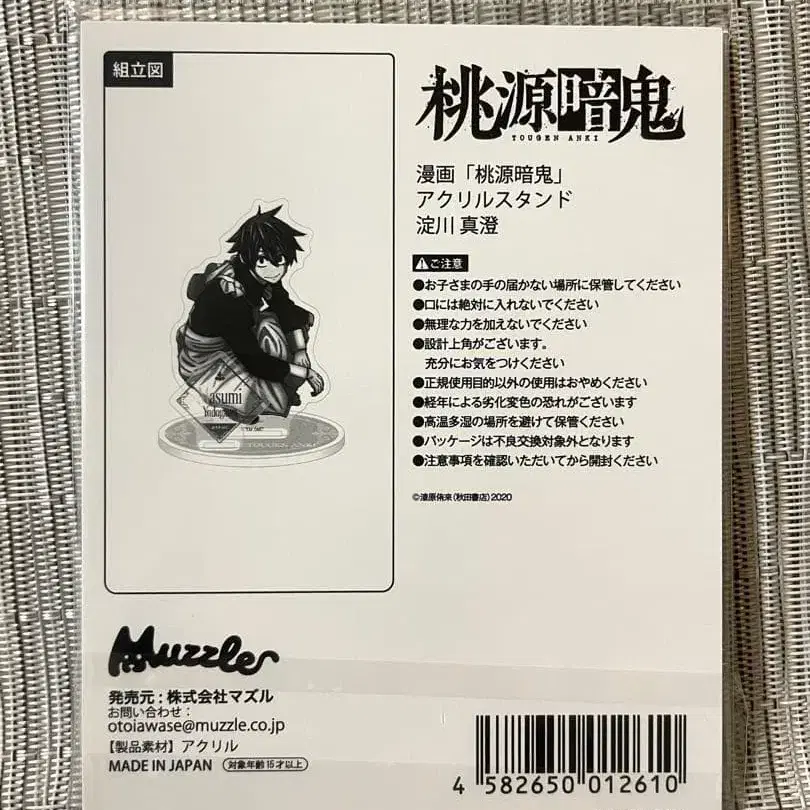 組立図
桃源暗鬼
TOUGEN ANKI
漫画「桃源暗鬼」
アクリルスタンド
淀川 真澄
ご注意
●お子さまの手の届かない場所に保管してください
●口には絶対に入れないでください
●無理な力を加えないでください
●設計上角がございます。
充分にお気をつけください
●正規使用目的以外の使用はおやめください
●経年による劣化変色の恐れがございます
●高温多湿の場所を避けて保管ください
●パッケージは不良交換対象外となります
●注意事項を確認いただいてから開封ください
©漆原侑来(秋田書店)2020
Masumi
Yodogawa
TOUGEN ANKI
Muzzle
発売元:株式会社マズル
お問い合わせ:
otoiawase@muzzle.co.jp
【製品素材】アクリル
MADE IN JAPAN 対象年齢15才以上
4 582650 012610